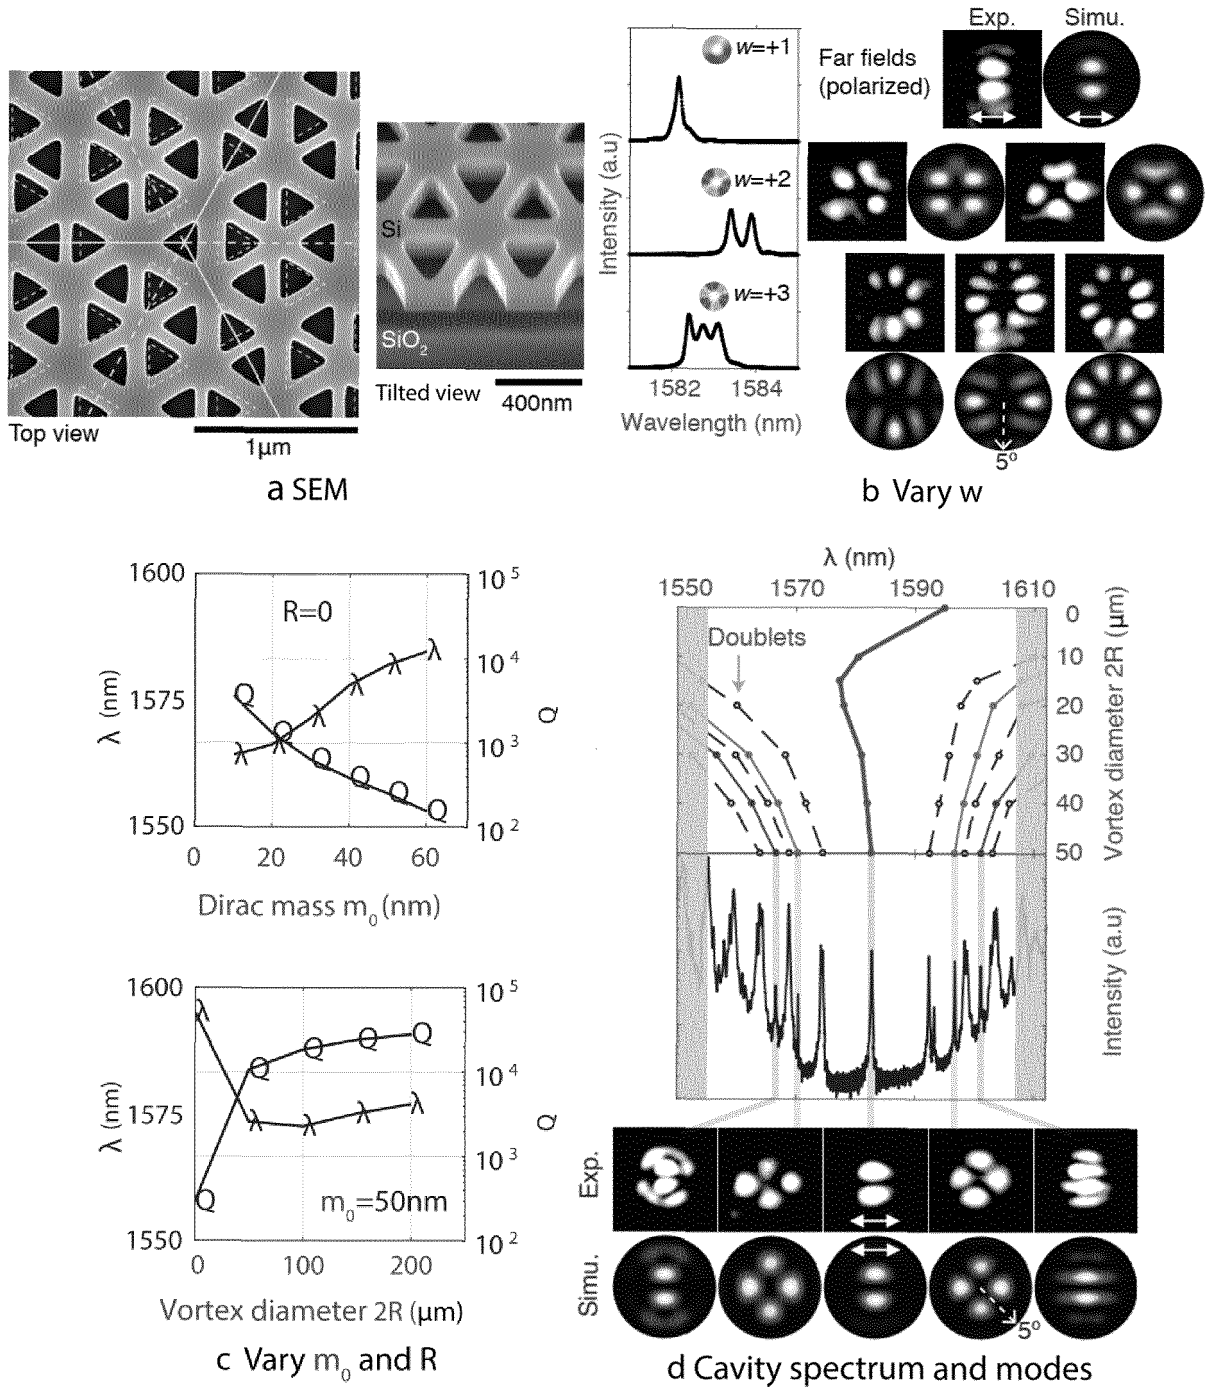 Top view
1μm
Si
SiO2
Tilted view
400nm
a SEM
Intensity (a.u)
w=+1
w=+2
w=+3
1582
1584
Wavelength (nm)
Exp.
Simu.
Far fields
(polarized)
5º
b Vary w
1600
1575
1550
λ (nm)
R=0
Q Q Q Q Q Q
λ λ λ λ λ λ
10^5
10^4
10^3
10^2
Q
0
20
40
60
Dirac mass m0 (nm)
1600
1575
1550
λ (nm)
λ λ λ λ λ
Q Q Q Q Q
m0=50nm
10^5
10^4
10^3
10^2
Q
0
100
200
Vortex diameter 2R (μm)
c Vary m0 and R
λ (nm)
1550
1570
1590
1610
Doublets
0
10
20
30
40
50
Vortex diameter 2R (μm)
Intensity (a.u)
Exp.
Simu.
5º
d Cavity spectrum and modes